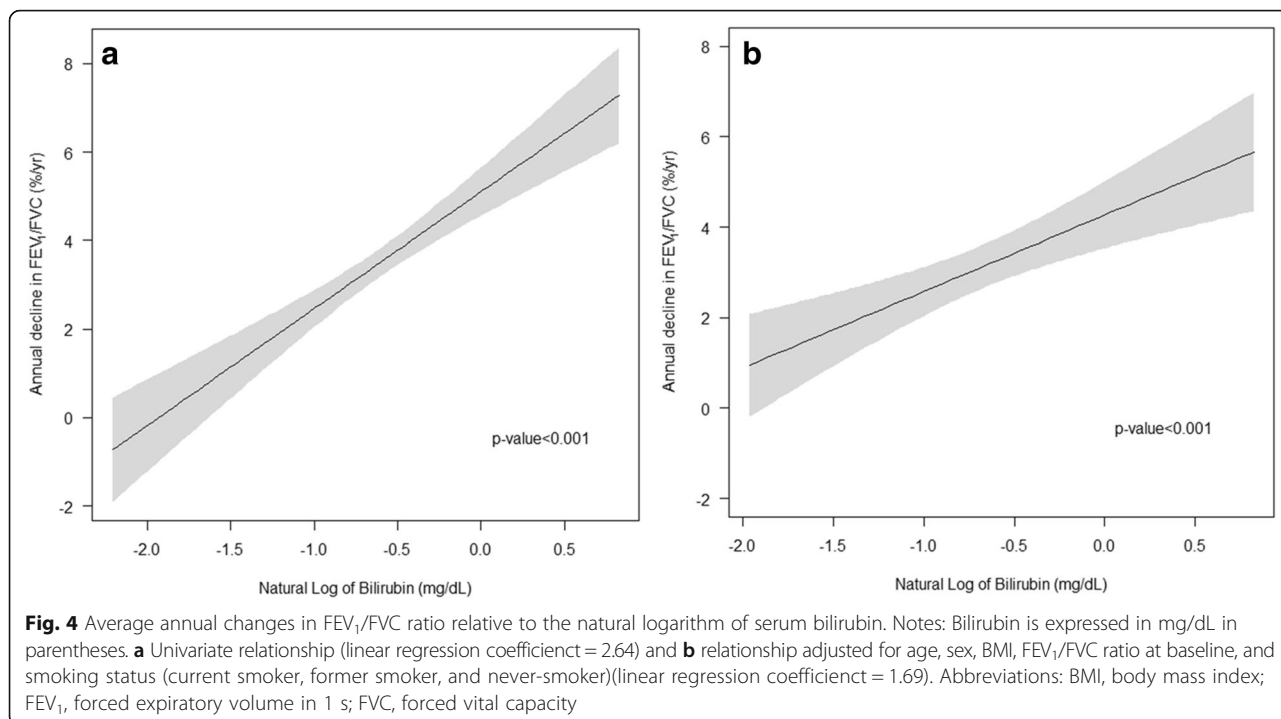 a
8
6
4
2
0
-2
Annual decline in FEV1/FVC (%/yr)
p-value<0.001
-2.0 -1.5 -1.0 -0.5 0.0 0.5
Natural Log of Bilirubin (mg/dL)
b
8
6
4
2
0
-2
Annual decline in FEV1/FVC (%/yr)
p-value<0.001
-2.0 -1.5 -1.0 -0.5 0.0 0.5
Natural Log of Bilirubin (mg/dL)
Fig. 4 Average annual changes in FEV1/FVC ratio relative to the natural logarithm of serum bilirubin. Notes: Bilirubin is expressed in mg/dL in
parentheses. a Univariate relationship (linear regression coefficienct = 2.64) and b relationship adjusted for age, sex, BMI, FEV1/FVC ratio at baseline, and
smoking status (current smoker, former smoker, and never-smoker)(linear regression coefficienct = 1.69). Abbreviations: BMI, body mass index;
FEV1, forced expiratory volume in 1 s; FVC, forced vital capacity